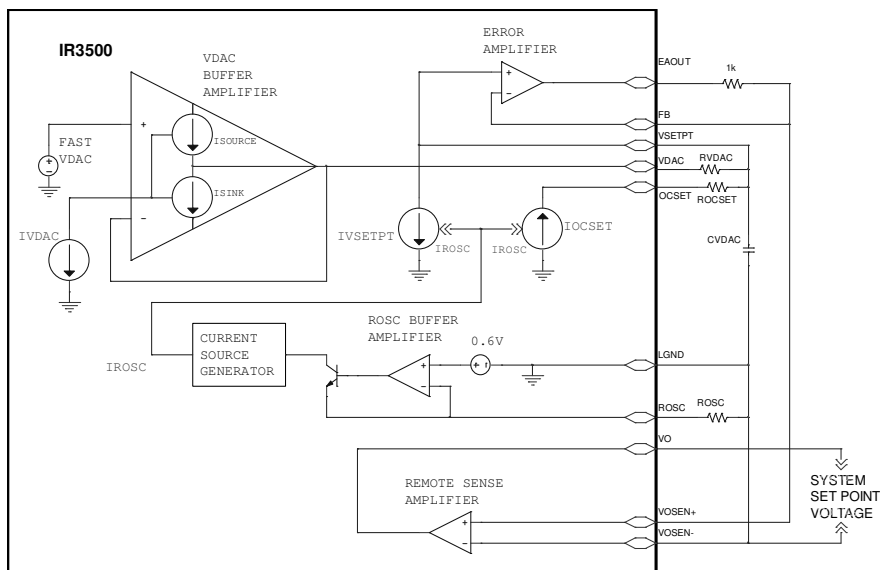 IR3500
VDAC
BUFFER
AMPLIFIER
ERROR
AMPLIFIER
EAOUT
1k
+
-
+
-
FB
FAST
VDAC
+
-
ISOURCE
VSETPT
VDAC
RVDAC
OCSET
ROCSET
ISINK
IVDAC
IVSETPT
IROSC
IROSC
IOCSET
CVDAC
ROSC BUFFER
AMPLIFIER
0.6V
CURRENT
SOURCE
GENERATOR
IROSC
+
-
+
-
LGND
ROSC
ROSC
VO
REMOTE SENSE
AMPLIFIER
SYSTEM
SET POINT
VOLTAGE
+
-
VOSEN+
VOSEN-